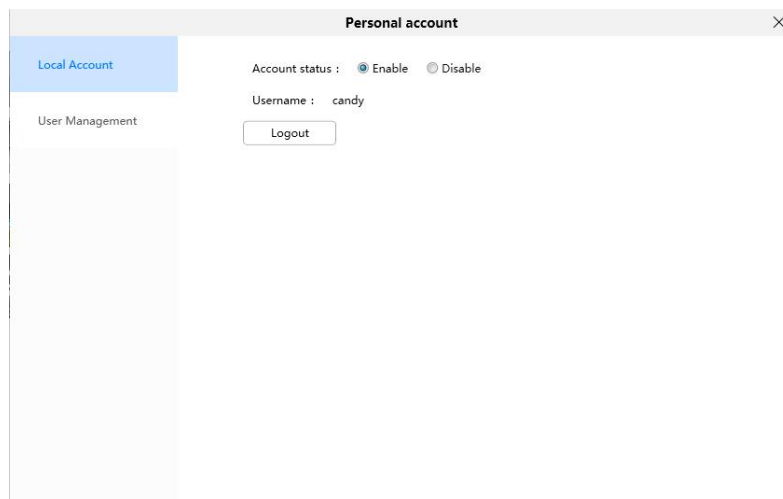 Personal account
Local Account
User Management
Account status : Enable Disable
Username : candy
Logout